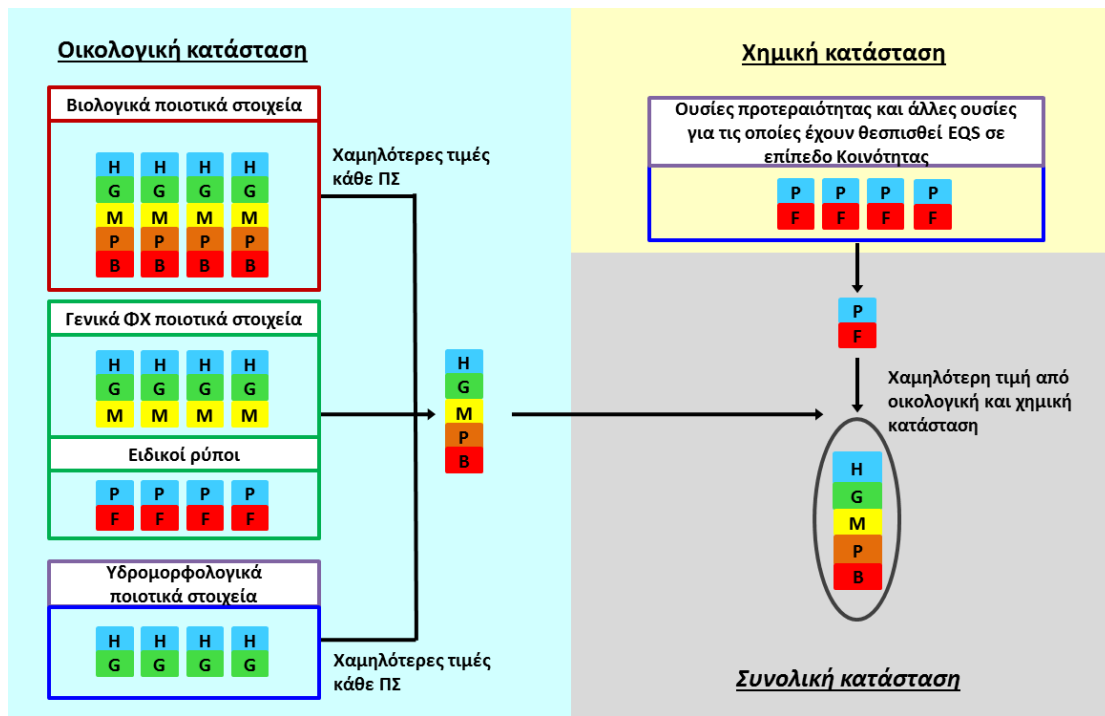 Οικολογική κατάσταση
Βιολογικά ποιοτικά στοιχεία
H H H H
G G G G
M M M M
P P P P
B B B B
Χαμηλότερες τιμές
κάθε ΠΣ
Γενικά ΦΧ ποιοτικά στοιχεία
H H H H
G G G G
M M M M
Ειδικοί ρύποι
P P P P
F F F F
Υδρομορφολογικά
ποιοτικά στοιχεία
H H H H
G G G G
Χαμηλότερες τιμές
κάθε ΠΣ
H
G
M
P
B
Χημική κατάσταση
Ουσίες προτεραιότητας και άλλες ουσίες
για τις οποίες έχουν θεσπισθεί EQS σε
επίπεδο Κοινότητας
P P P P
F F F F
P
F
Χαμηλότερη τιμή από
οικολογική και χημική
κατάσταση
H
G
M
P
B
Συνολική κατάσταση